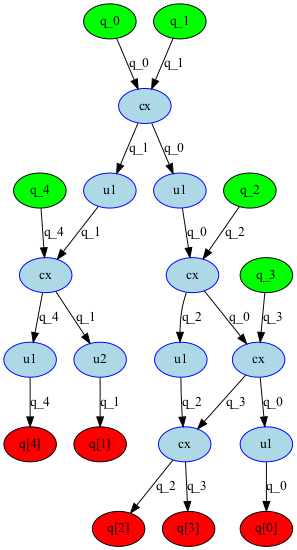 q_0 q_1
q_0 q_1
cx
q_1 q_0
q_4 u1 u1 q_2
q_4 q_1 q_0 q_2
cx cx q_3
q_4 q_1 q_2 q_0 q_3
u1 u2 u1 cx
q_4 q_1 q_2 q_3 q_0
q[4] q[1] cx u1
q_2 q_3 q_0
q[2] q[3] q[0]